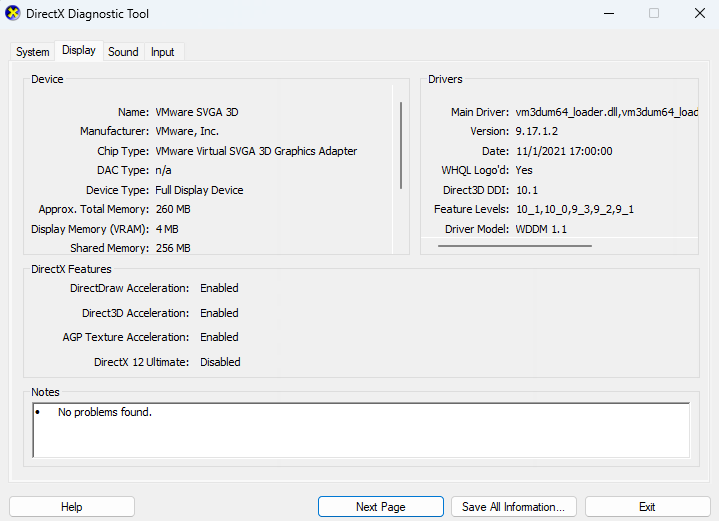 DirectX Diagnostic Tool
System Display Sound Input
Device
Name: VMware SVGA 3D
Manufacturer: VMware, Inc.
Chip Type: VMware Virtual SVGA 3D Graphics Adapter
DAC Type: n/a
Device Type: Full Display Device
Approx. Total Memory: 260 MB
Display Memory (VRAM): 4 MB
Shared Memory: 256 MB
Drivers
Main Driver: vm3dum64_loader.dll,vm3dum64_load
Version: 9.17.1.2
Date: 11/1/2021 17:00:00
WHQL Logo'd: Yes
Direct3D DDI: 10.1
Feature Levels: 10_1,10_0,9_3,9_2,9_1
Driver Model: WDDM 1.1
DirectX Features
DirectDraw Acceleration: Enabled
Direct3D Acceleration: Enabled
AGP Texture Acceleration: Enabled
DirectX 12 Ultimate: Disabled
Notes
• No problems found.
Help Next Page Save All Information... Exit